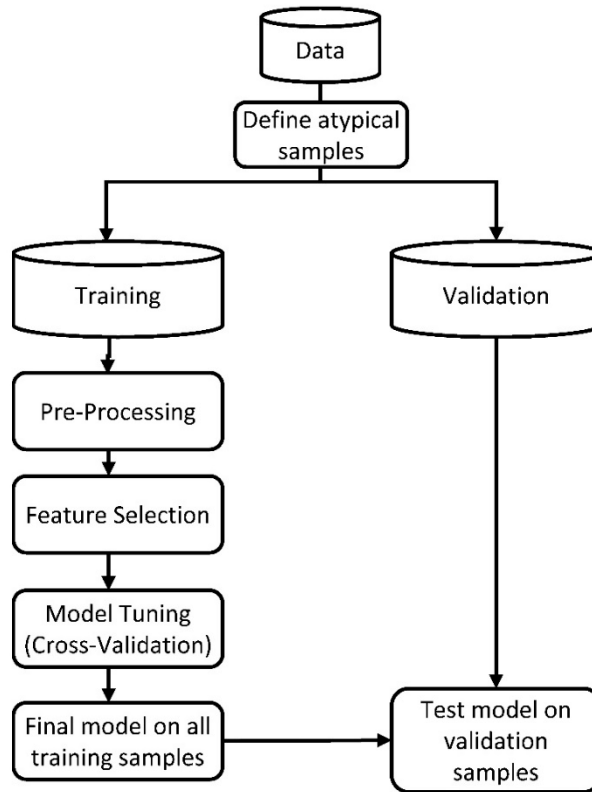 Data
Define atypical
samples
Training
Validation
Pre-Processing
Feature Selection
Model Tuning
(Cross-Validation)
Final model on all
training samples
Test model on
validation
samples